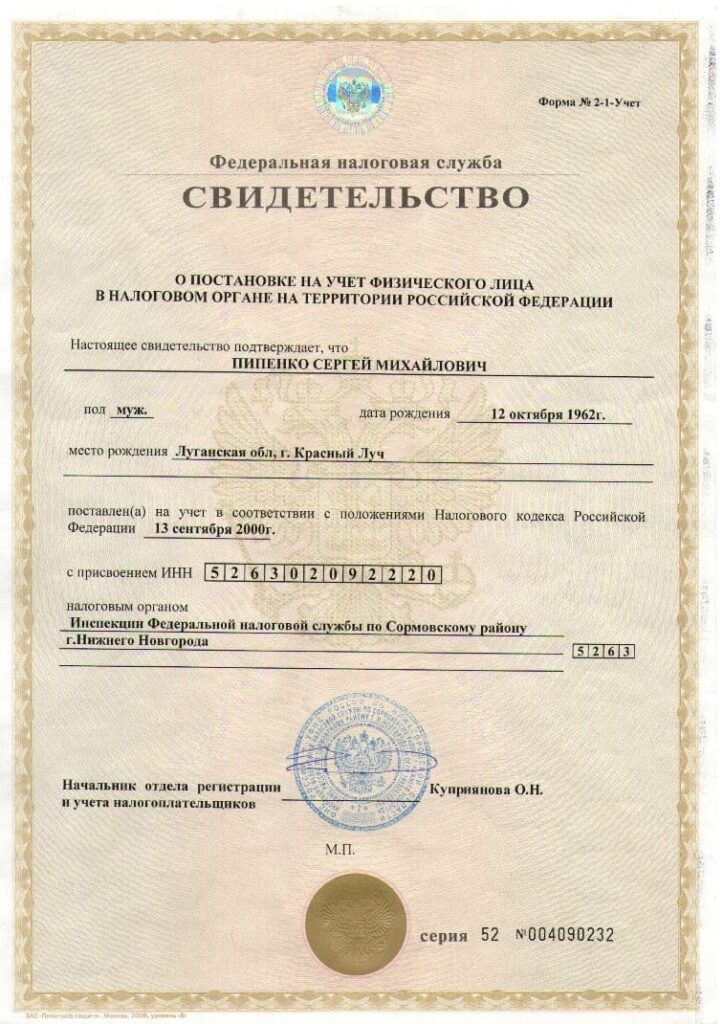 Форма № 2-1-Учет
Федеральная налоговая служба
СВИДЕТЕЛЬСТВО
О ПОСТАНОВКЕ НА УЧЕТ ФИЗИЧЕСКОГО ЛИЦА
В НАЛОГОВОМ ОРГАНЕ НА ТЕРРИТОРИИ РОССИЙСКОЙ ФЕДЕРАЦИИ
Настоящее свидетельство подтверждает, что
ПИПЕНКО СЕРГЕЙ МИХАЙЛОВИЧ
пол муж. дата рождения 12 октября 1962г.
место рождения Луганская обл, г. Красный Луч
поставлен(а) на учет в соответствии с положениями Налогового кодекса Российской
Федерации 13 сентября 2000г.
с присвоением ИНН 526302092220
налоговым органом
Инспекции Федеральной налоговой службы по Сормовскому району
г.Нижнего Новгорода
5263
Начальник отдела регистрации
и учета налогоплательщиков
Куприянова О.Н.
М.П.
серия 52 №004090232